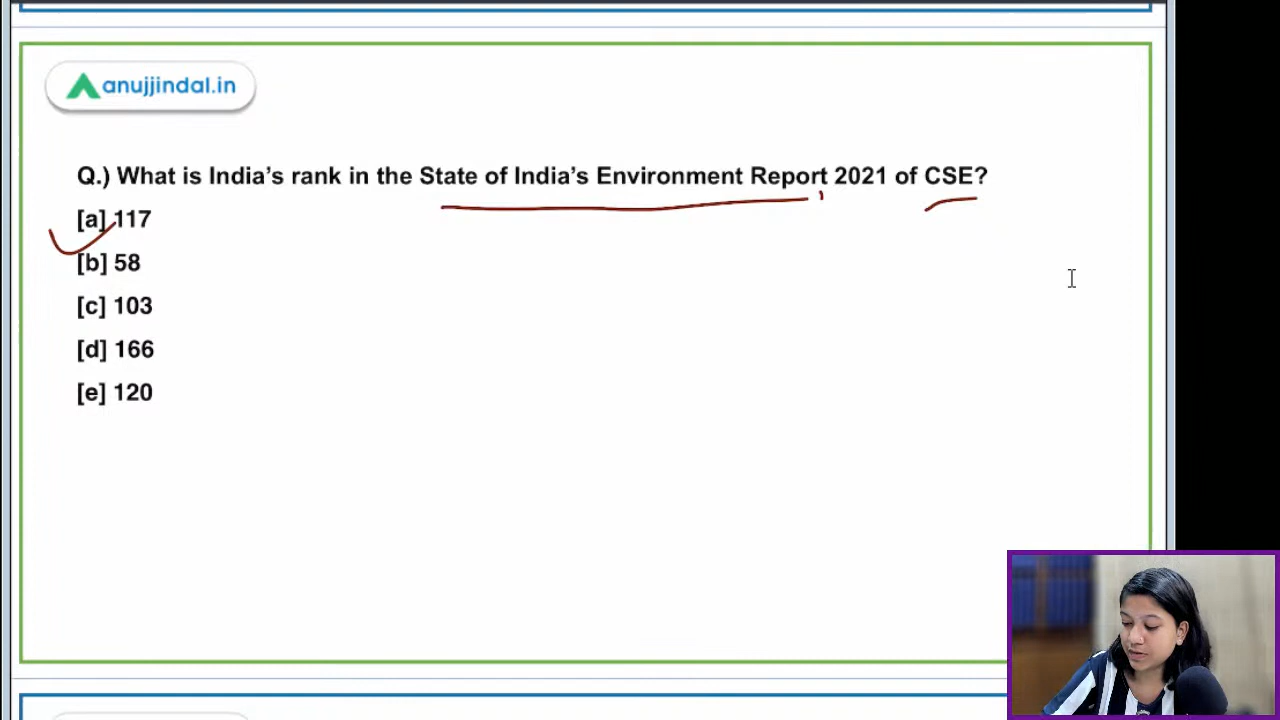 anujjindal.in
Q.) What is India's rank in the State of India's Environment Report, 2021 of CSE?
[a] 117
[b] 58
[c] 103
[d] 166
[e] 120